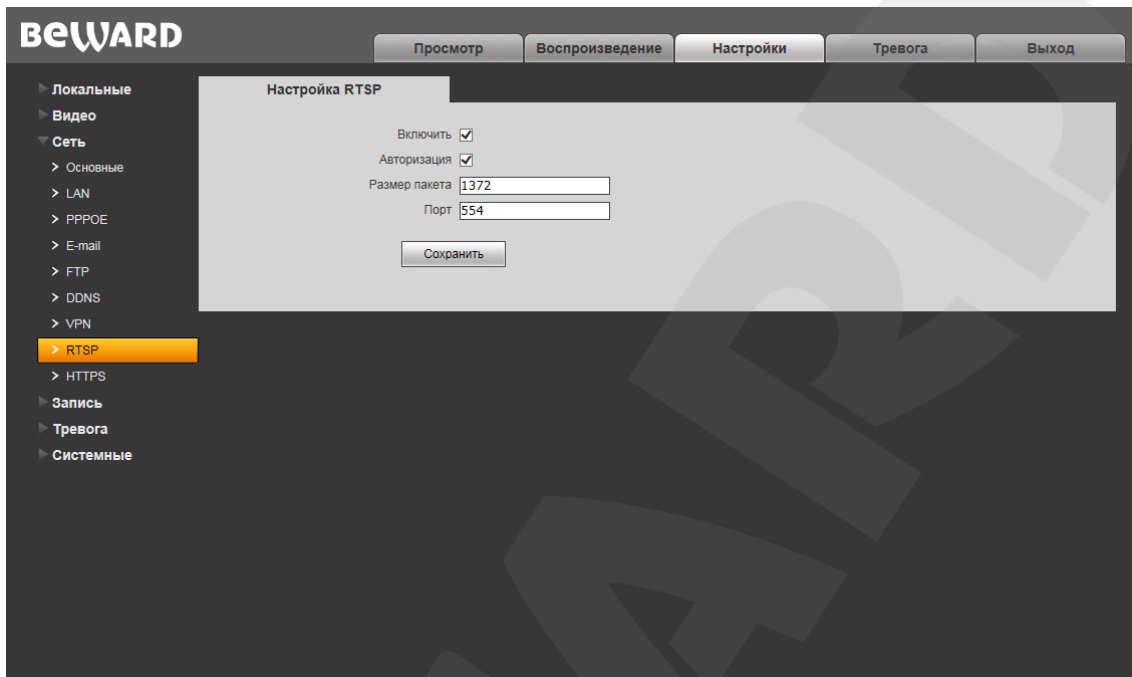 BEWARD
Просмотр Воспроизведение Настройки Тревога Выход
Локальные
Видео
Сеть
Основные
LAN
PPPOE
E-mail
FTP
DDNS
VPN
RTSP
HTTPS
Запись
Тревога
Системные
Настройка RTSP
Включить
Авторизация
Размер пакета 1372
Порт 554
Сохранить